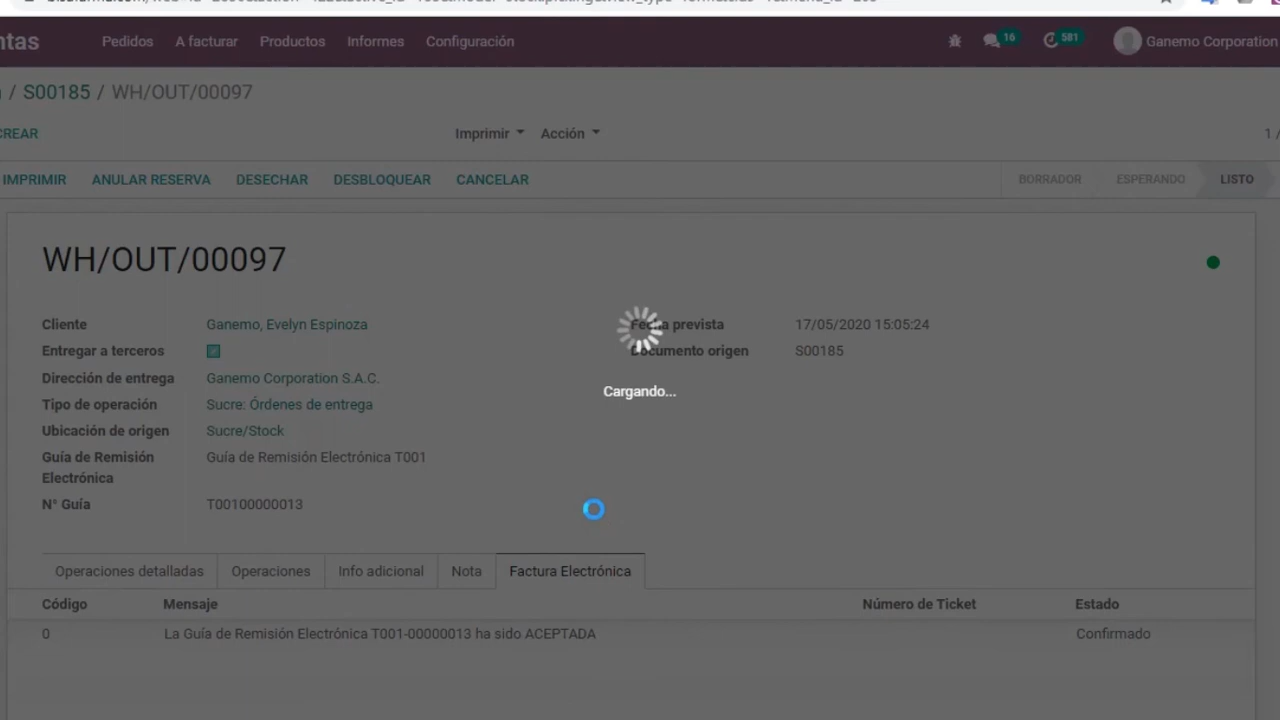 ntas Pedidos A facturar Productos Informes Configuración 16 581 Ganemo Corporation
/ S00185 / WH/OUT/00097
CREAR Imprimir Acción 1 /
IMPRIMIR ANULAR RESERVA DESECHAR DESBLOQUEAR CANCELAR BORRADOR ESPERANDO LISTO
WH/OUT/00097
Cliente Ganemo, Evelyn Espinoza Fecha prevista 17/05/2020 15:05:24
Entregar a terceros Documento origen S00185
Dirección de entrega Ganemo Corporation S.A.C.
Cargando...
Tipo de operación Sucre: Órdenes de entrega
Ubicación de origen Sucre/Stock
Guía de Remisión Guía de Remisión Electrónica T001
Electrónica
N° Guía T00100000013
Operaciones detalladas Operaciones Info adicional Nota Factura Electrónica
Código Mensaje Número de Ticket Estado
0 La Guía de Remisión Electrónica T001-00000013 ha sido ACEPTADA Confirmado